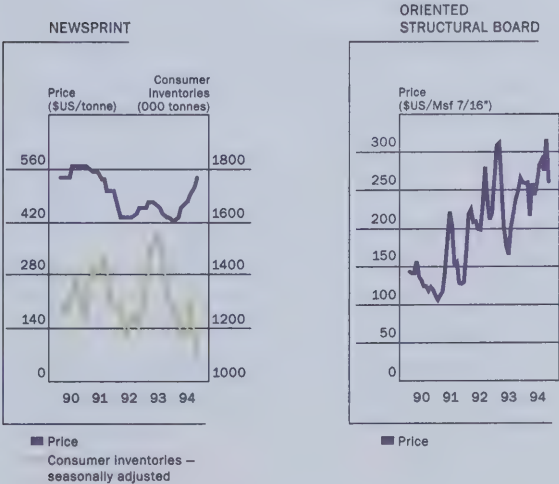 NEWSPRINT
Price
($US/tonne)
Consumer
Inventories
(000 tonnes)
560
420
280
140
0
1800
1600
1400
1200
1000
90 91 92 93 94
Price
Consumer inventories –
seasonally adjusted
ORIENTED
STRUCTURAL BOARD
Price
($US/Msf 7/16")
300
250
200
150
100
50
0
90 91 92 93 94
Price